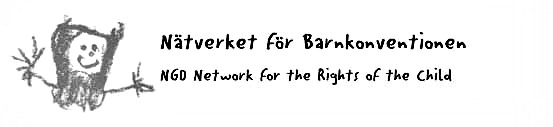 Nätverket för Barnkonventionen
NGO Network for the Rights of the Child